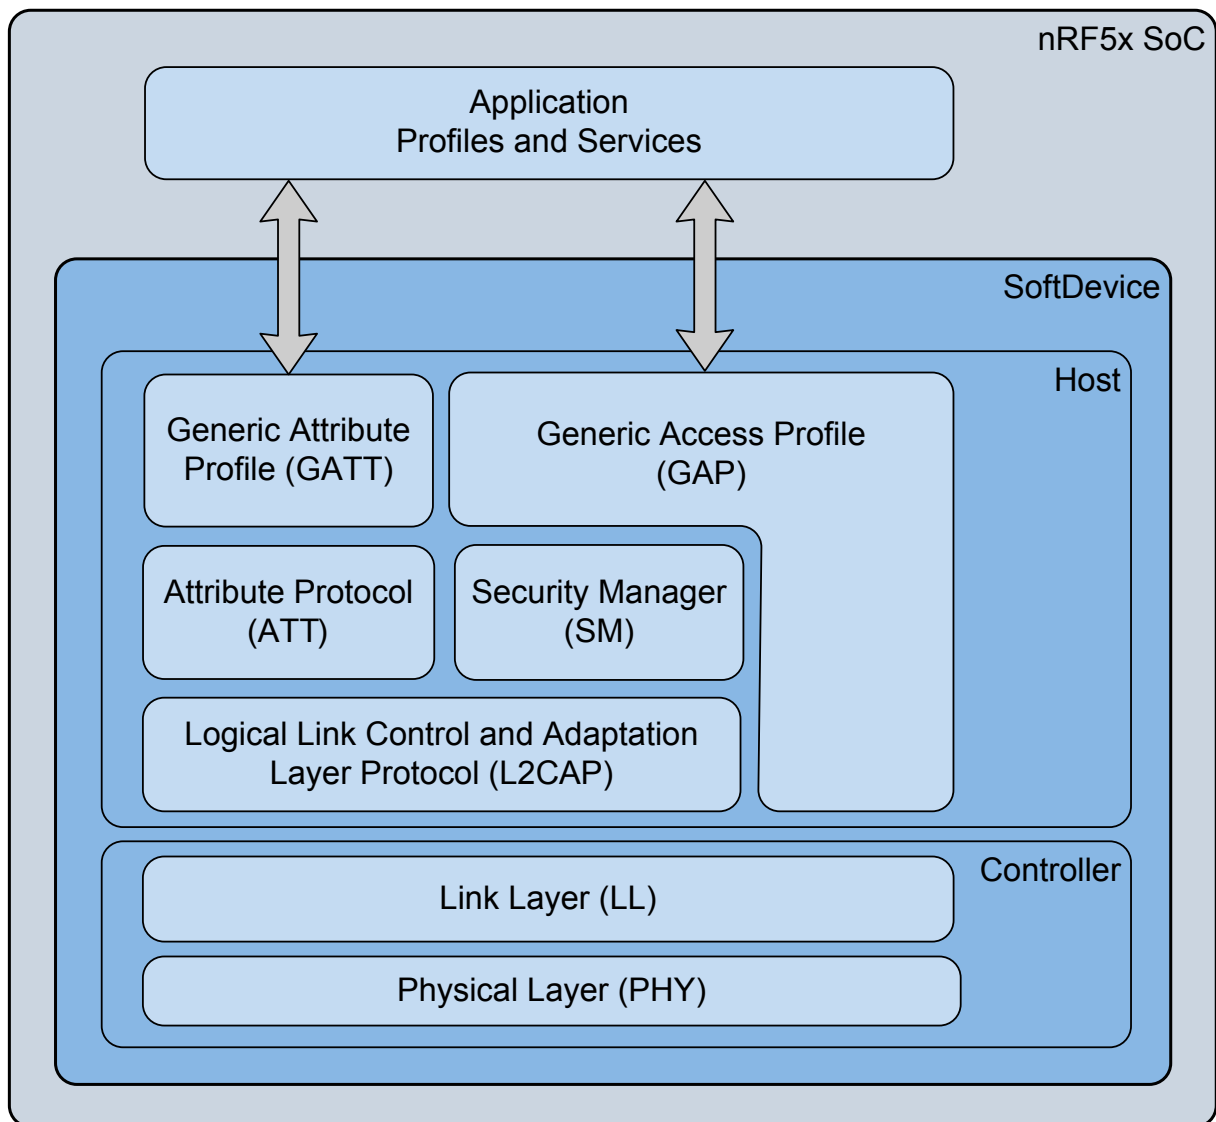 nRF5x SoC
Application
Profiles and Services
SoftDevice
Host
Generic Attribute
Profile (GATT)
Generic Access Profile
(GAP)
Attribute Protocol
(ATT)
Security Manager
(SM)
Logical Link Control and Adaptation
Layer Protocol (L2CAP)
Controller
Link Layer (LL)
Physical Layer (PHY)